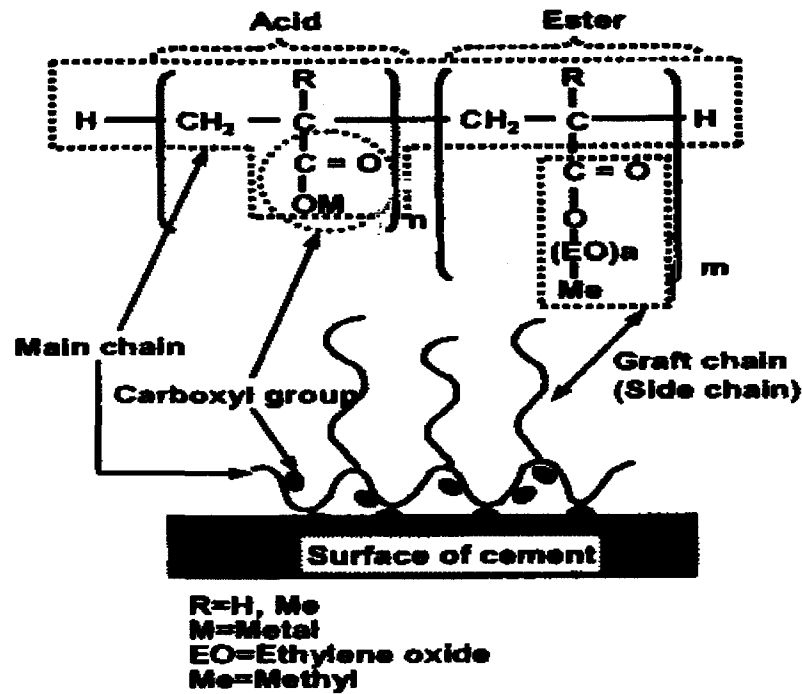 Acid Ester
R R
H CH₂ C CH₂ C H
C = O C = O
OM O
n (EO)a
m
Me
Main chain
Graft chain
(Side chain)
Carboxyl group
Surface of cement
R=H, Me
M=Metal
EO=Ethylene oxide
Me=Methyl